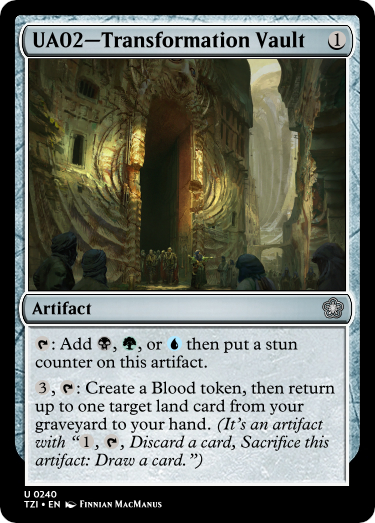 UA02—Transformation Vault 1
Artifact
: Add , , or then put a stun
counter on this artifact.
3, : Create a Blood token, then return
up to one target land card from your
graveyard to your hand. (It's an artifact
with “1, , Discard a card, Sacrifice this
artifact: Draw a card.”)
U 0240
TZI • EN Finnian MacManus